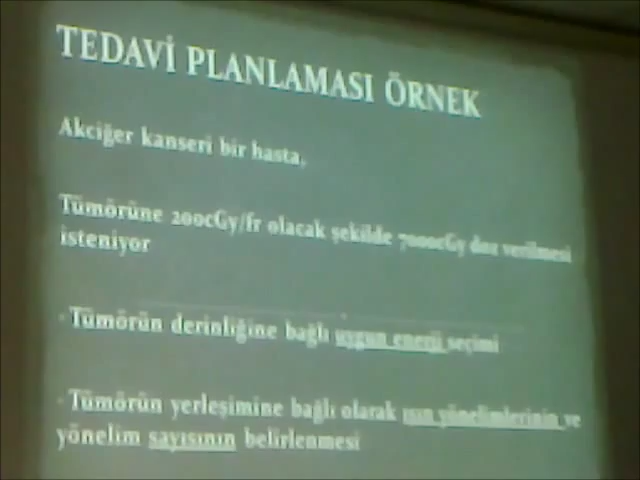 TEDAVİ PLANLAMASI ÖRNEK
Akciğer kanseri bir hasta.
Tümörüne 200cGy/fr olacak şekilde 7000cGy doz verilmesi
isteniyor
- Tümörün derinliğine bağlı uygun enerji seçimi
- Tümörün yerleşimine bağlı olarak ışın yönelimlerinin ve
yönelim sayısının belirlenmesi